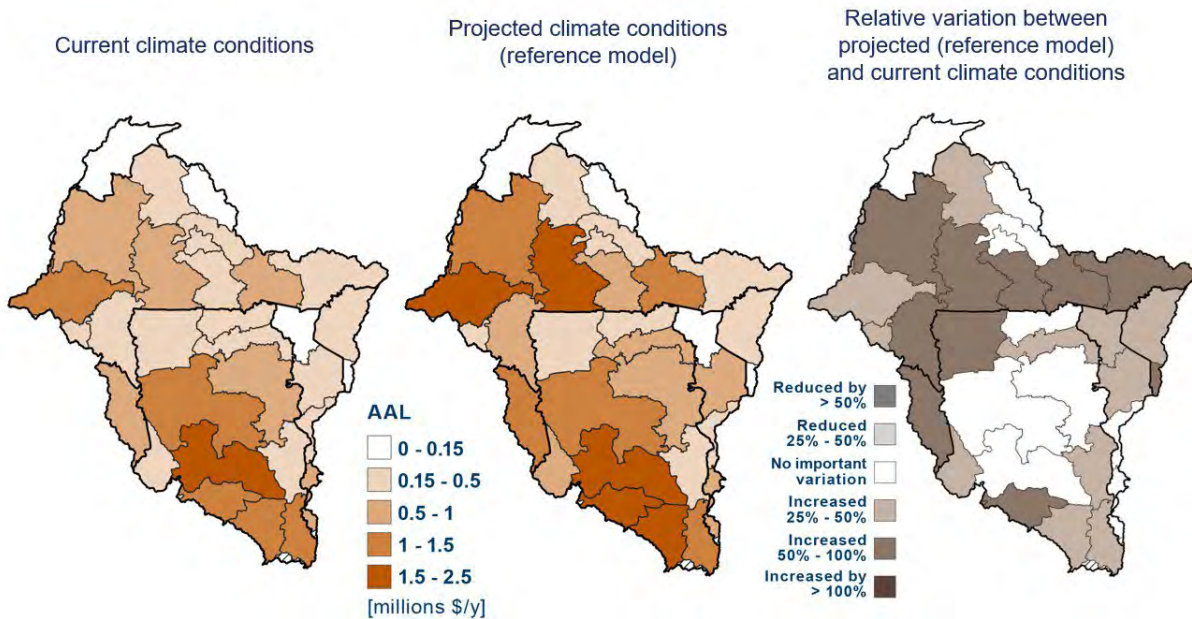 Current climate conditions
Projected climate conditions
(reference model)
Relative variation between
projected (reference model)
and current climate conditions
AAL
0 - 0.15
0.15 - 0.5
0.5 - 1
1 - 1.5
1.5 - 2.5
[millions $/y]
Reduced by
> 50%
Reduced
25% - 50%
No important
variation
Increased
25% - 50%
Increased
50% - 100%
Increased by
> 100%